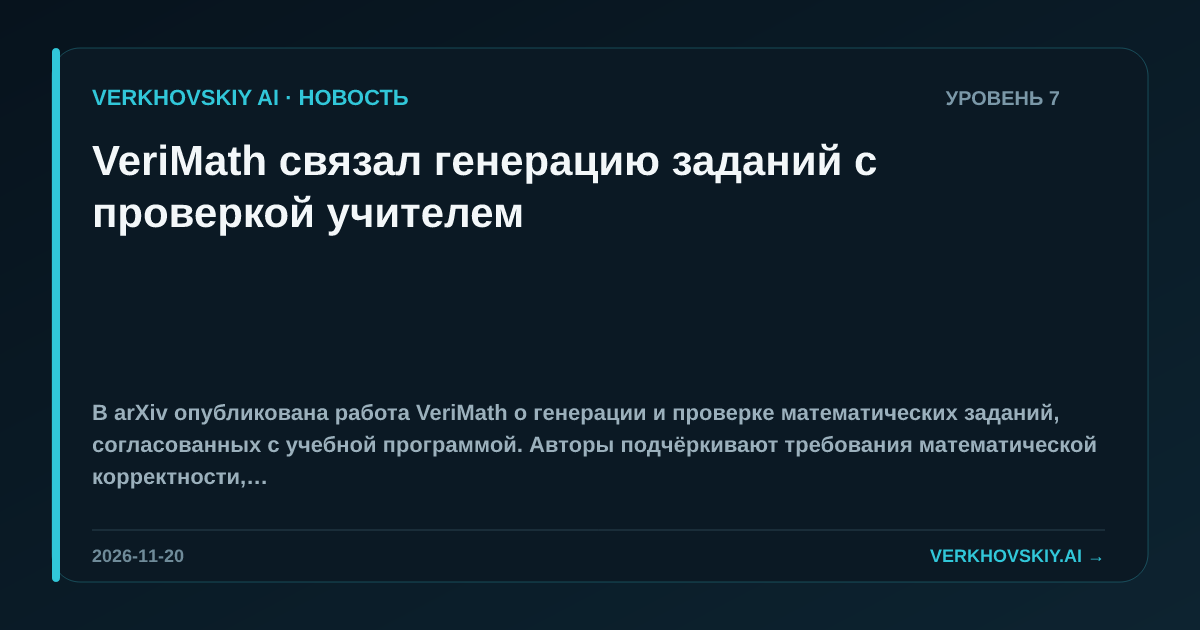 VERKHOVSKIY AI · НОВОСТЬ
УРОВЕНЬ 7
VeriMath связал генерацию заданий с
проверкой учителем
В arXiv опубликована работа VeriMath о генерации и проверке математических заданий,
согласованных с учебной программой. Авторы подчёркивают требования математической
корректности,…
2026-11-20
VERKHOVSKIY.AI →